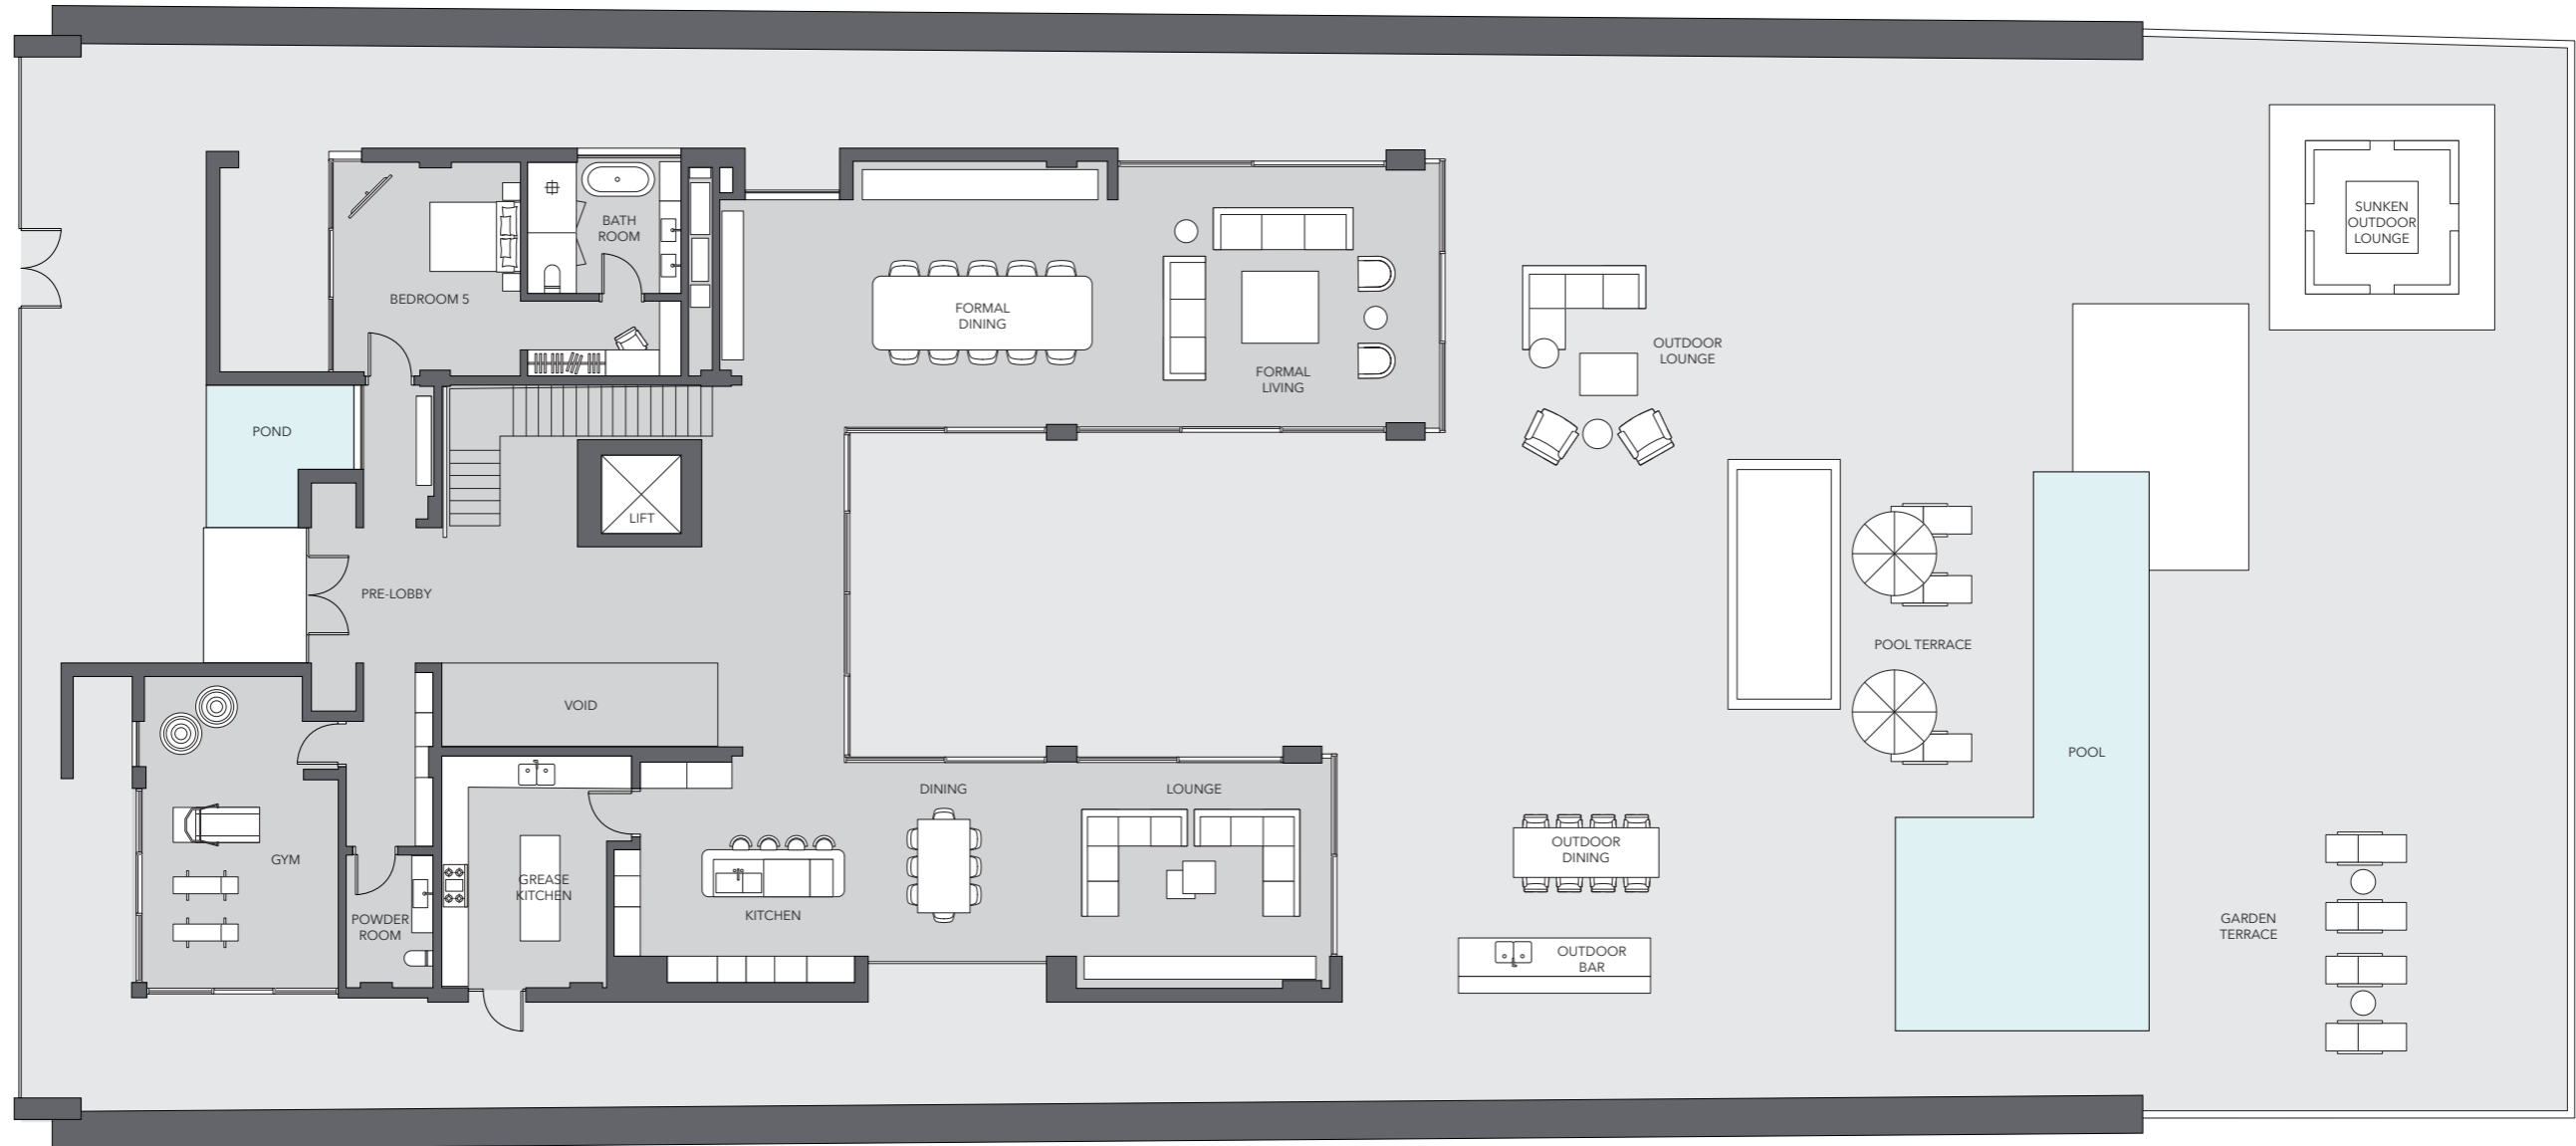 SUNKEN
OUTDOOR
LOUNGE
BATH
ROOM
BEDROOM 5
FORMAL
DINING
FORMAL
LIVING
OUTDOOR
LOUNGE
POND
LIFT
PRE-LOBBY
POOL TERRACE
VOID
POOL
DINING
LOUNGE
GYM
GREASE
KITCHEN
KITCHEN
OUTDOOR
DINING
POWDER
ROOM
GARDEN
TERRACE
OUTDOOR
BAR